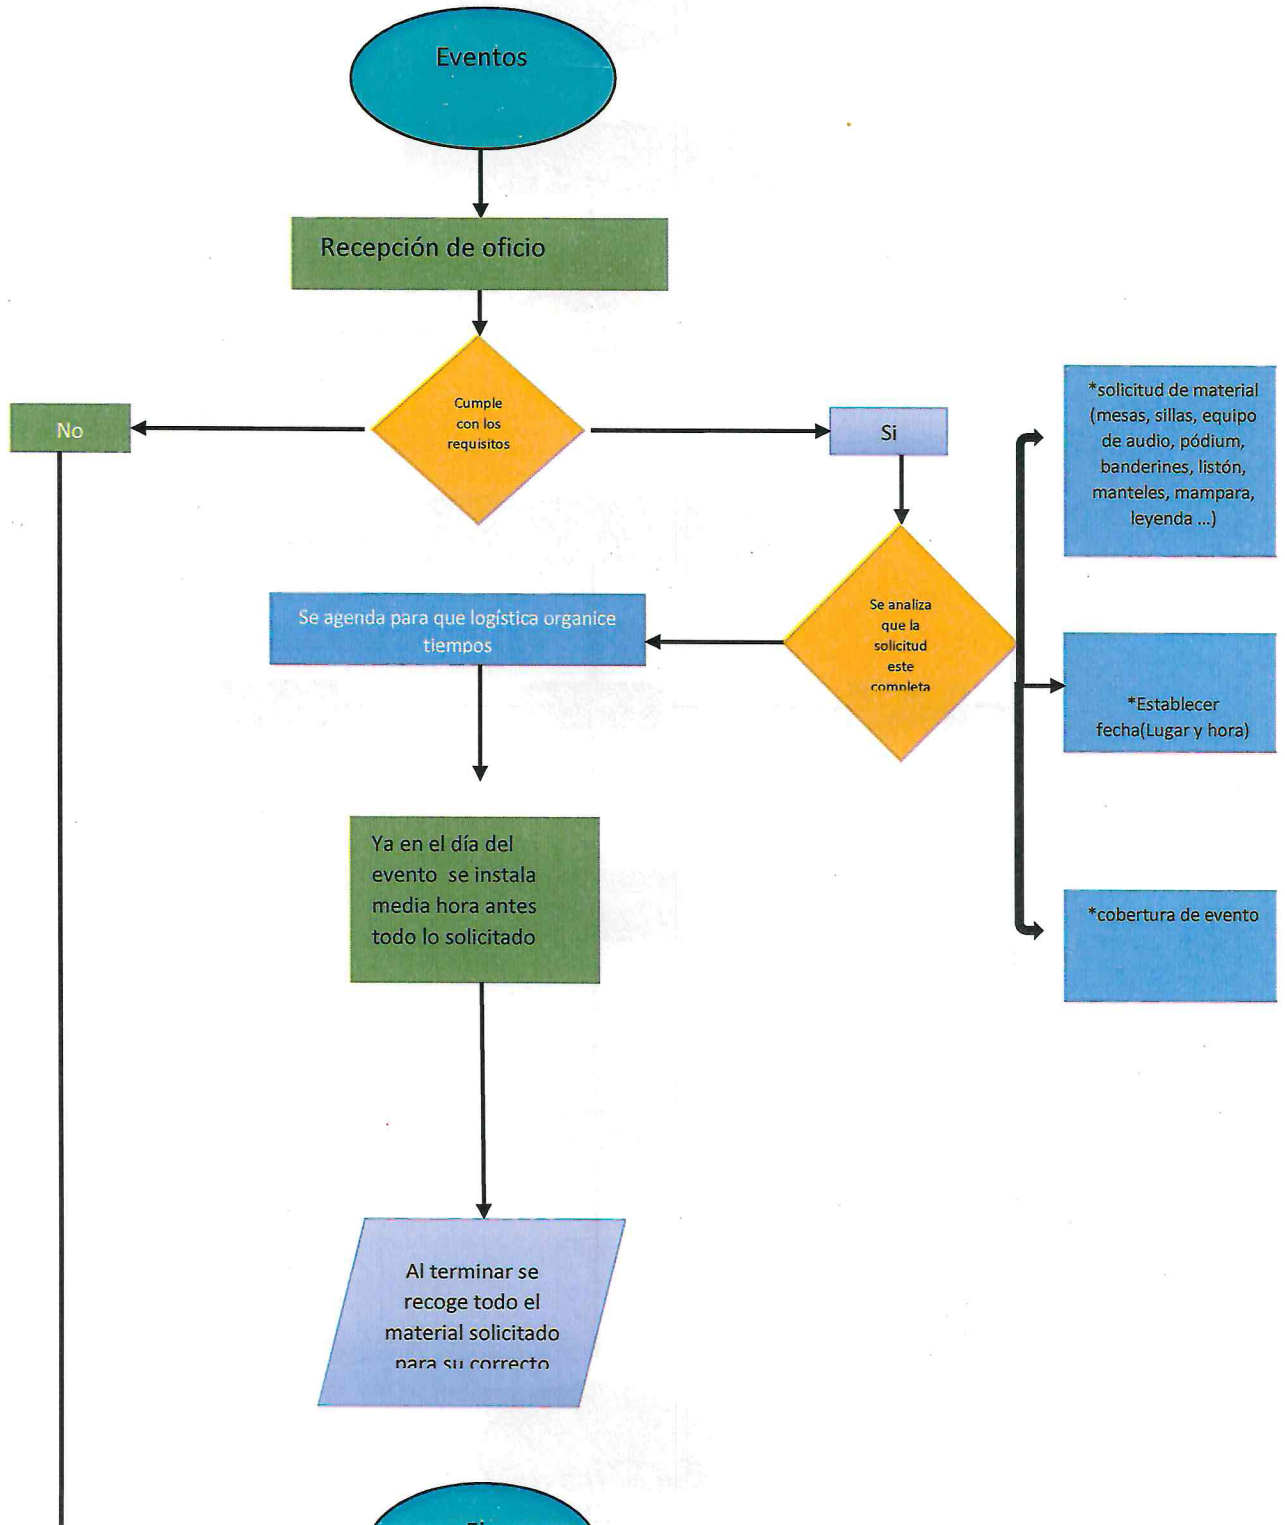 Eventos
Recepción de oficio
Cumple
con los
requisitos
No
Si
*solicitud de material
(mesas, sillas, equipo
de audio, pódium,
banderines, listón,
manteles, mampara,
leyenda ...)
Se analiza
que la
solicitud
este
completa
Se agenda para que logística organice
tiempos
*Establecer
fecha(Lugar y hora)
Ya en el día del
evento se instala
media hora antes
todo lo solicitado
*cobertura de evento
Al terminar se
recoge todo el
material solicitado
para su correcto